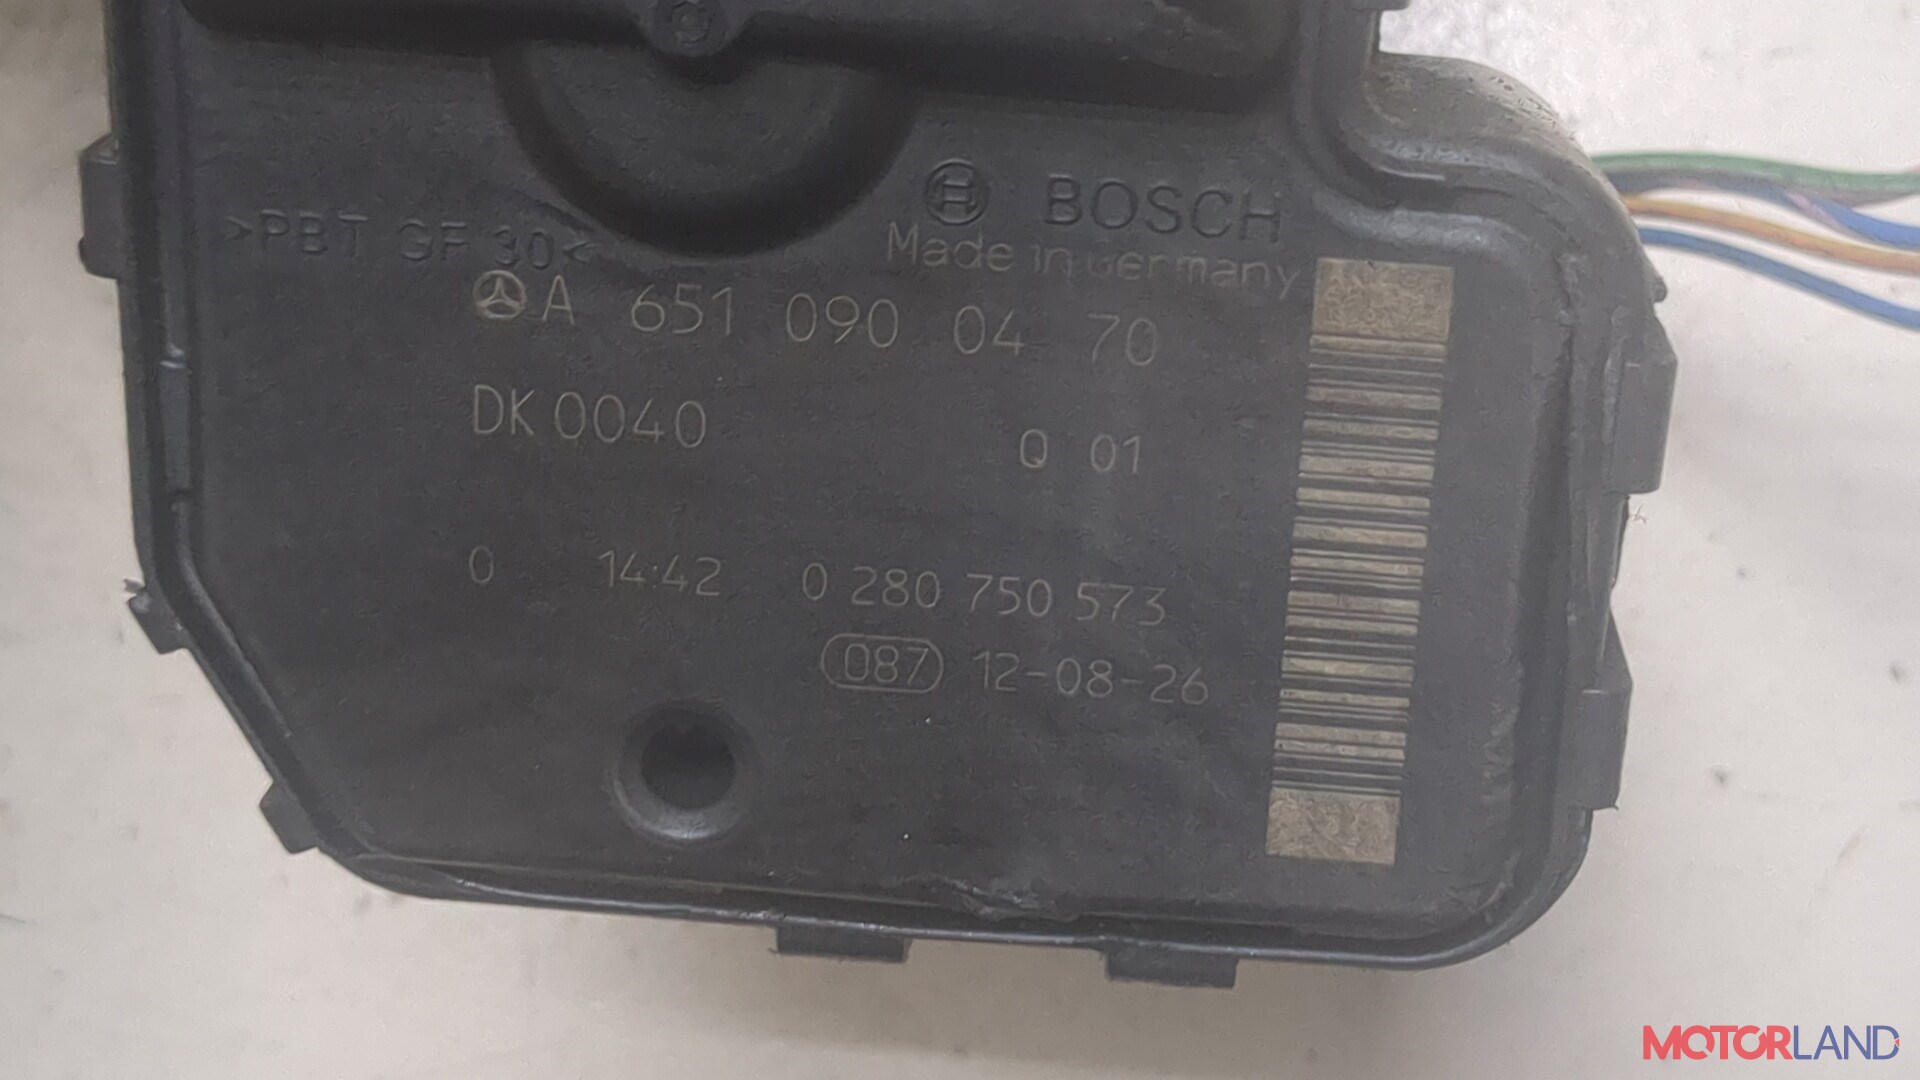 >PBT GF 30<
BOSCH
Made in Germany
A 651 090 04 70
DK 0040
Q 01
0 14:42 0 280 750 573
087 12-08-26
MOTORLAND